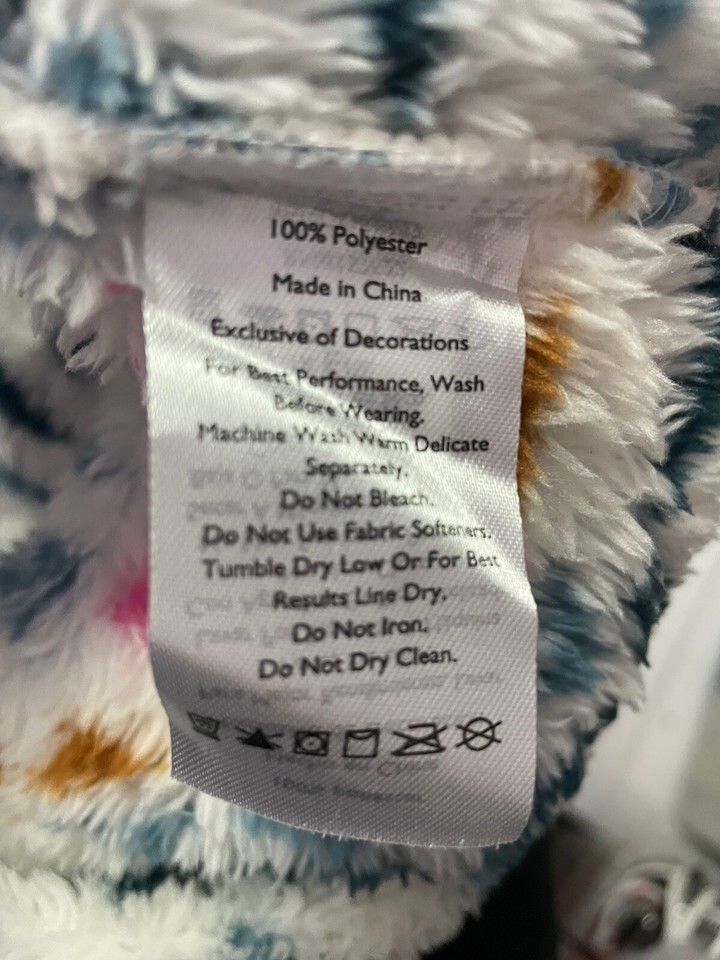 100% Polyester
Made in China
Exclusive of Decorations
For Best Performance, Wash
Before Wearing.
Machine Wash Warm Delicate
Separately.
Do Not Bleach.
Do Not Use Fabric Softeners.
Tumble Dry Low Or For Best
Results Line Dry.
Do Not Iron.
Do Not Dry Clean.